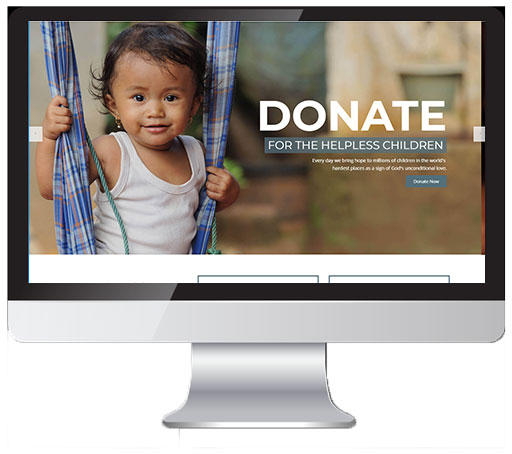 DONATE
FOR THE HELPLESS CHILDREN
Every day we bring hope to millions of children in the world's
hardest places as a sign of God's unconditional love.
Donate Now